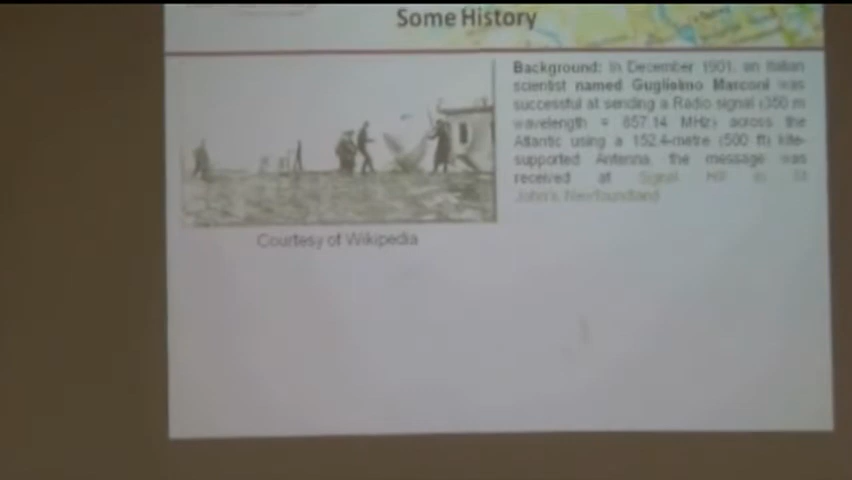 Some History
Background: In December 1901, an Italian
scientist named Guglielmo Marconi was
successful at sending a Radio signal (350 m
wavelength = 857.14 MHz) across the
Atlantic using a 152.4-metre (500 ft) kite-
supported Antenna, the message was
received at Signal Hill in St
John's Newfoundland
Courtesy of Wikipedia